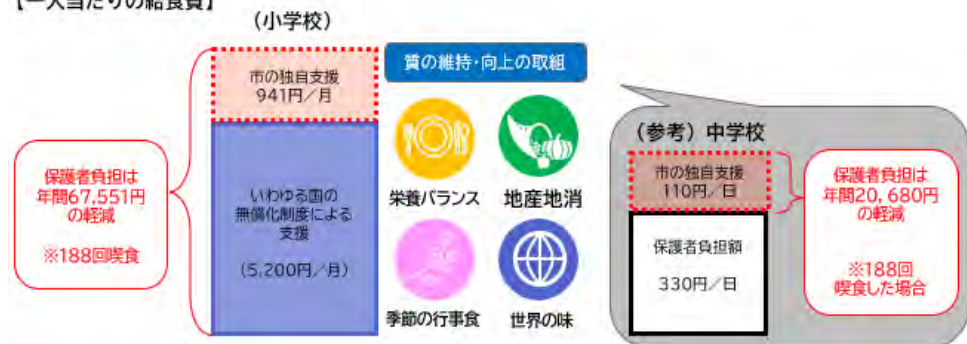 【一人当たりの給食費】
(小学校)
市の独自支援
941円／月
いわゆる国の
無償化制度による
支援
(5,200円／月)
保護者負担は
年間67,551円
の軽減
※188回喫食
質の維持・向上の取組
栄養バランス
地産地消
季節の行事食
世界の味
(参考)中学校
市の独自支援
110円／日
保護者負担額
330円／日
保護者負担は
年間20,680円
の軽減
※188回
喫食した場合